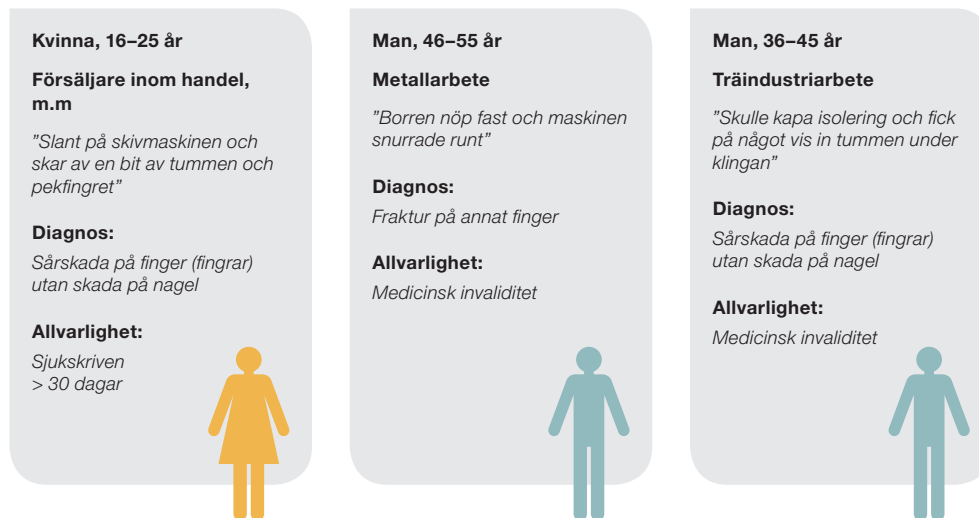 Kvinna, 16–25 år
Försäljare inom handel,
m.m
”Slant på skivmaskinen och
skar av en bit av tummen och
pekfingret”
Diagnos:
Sårskada på finger (fingrar)
utan skada på nagel
Allvarlighet:
Sjukskriven
> 30 dagar
Man, 46–55 år
Metallarbete
”Borren nöp fast och maskinen
snurrade runt”
Diagnos:
Fraktur på annat finger
Allvarlighet:
Medicinsk invaliditet
Man, 36–45 år
Träindustriarbete
”Skulle kapa isolering och fick
på något vis in tummen under
klingan”
Diagnos:
Sårskada på finger (fingrar)
utan skada på nagel
Allvarlighet:
Medicinsk invaliditet